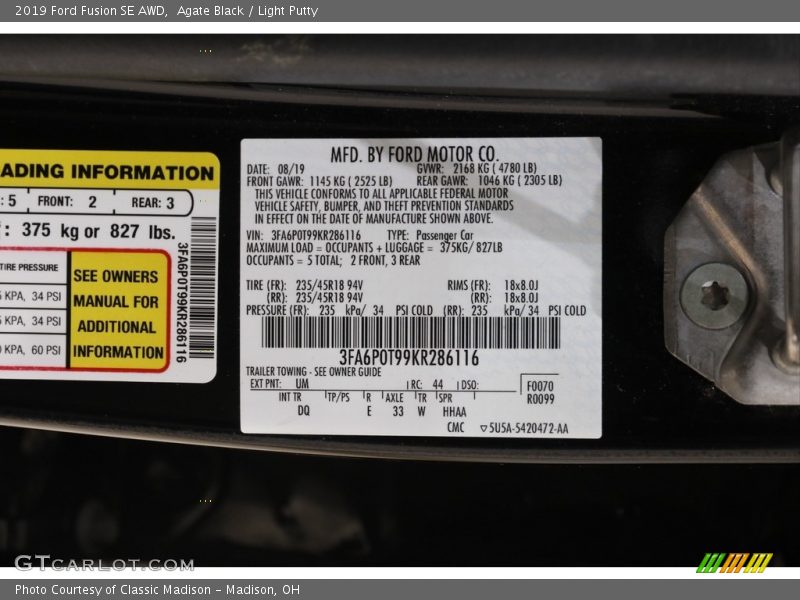 2019 Ford Fusion SE AWD, Agate Black / Light Putty
ADING INFORMATION
: 5 FRONT: 2 REAR: 3
: 375 kg or 827 lbs.
TIRE PRESSURE
KPA, 34 PSI
KPA, 34 PSI
KPA, 60 PSI
SEE OWNERS
MANUAL FOR
ADDITIONAL
INFORMATION
3FA6P0T99KR286116
MFD. BY FORD MOTOR CO.
DATE: 08/19 GVWR: 2168 KG ( 4780 LB)
FRONT GAWR: 1145 KG ( 2525 LB) REAR GAWR: 1046 KG ( 2305 LB)
THIS VEHICLE CONFORMS TO ALL APPLICABLE FEDERAL MOTOR
VEHICLE SAFETY, BUMPER, AND THEFT PREVENTION STANDARDS
IN EFFECT ON THE DATE OF MANUFACTURE SHOWN ABOVE.
VIN: 3FA6P0T99KR286116 TYPE: Passenger Car
MAXIMUM LOAD = OCCUPANTS + LUGGAGE = 375KG/ 827LB
OCCUPANTS = 5 TOTAL; 2 FRONT, 3 REAR
TIRE (FR): 235/45R18 94V RIMS (FR): 18x8.0J
(RR): 235/45R18 94V (RR): 18x8.0J
PRESSURE (FR): 235 kPa/ 34 PSI COLD (RR): 235 kPa/ 34 PSI COLD
3FA6P0T99KR286116
TRAILER TOWING - SEE OWNER GUIDE
EXT PNT: UM RC: 44 DSO: F0070
INT TR TP/PS R AXLE TR SPR R0099
DQ E 33 W HHAA
CMC ▽5U5A-5420472-AA
GTCarLot.com
Photo Courtesy of Classic Madison – Madison, OH